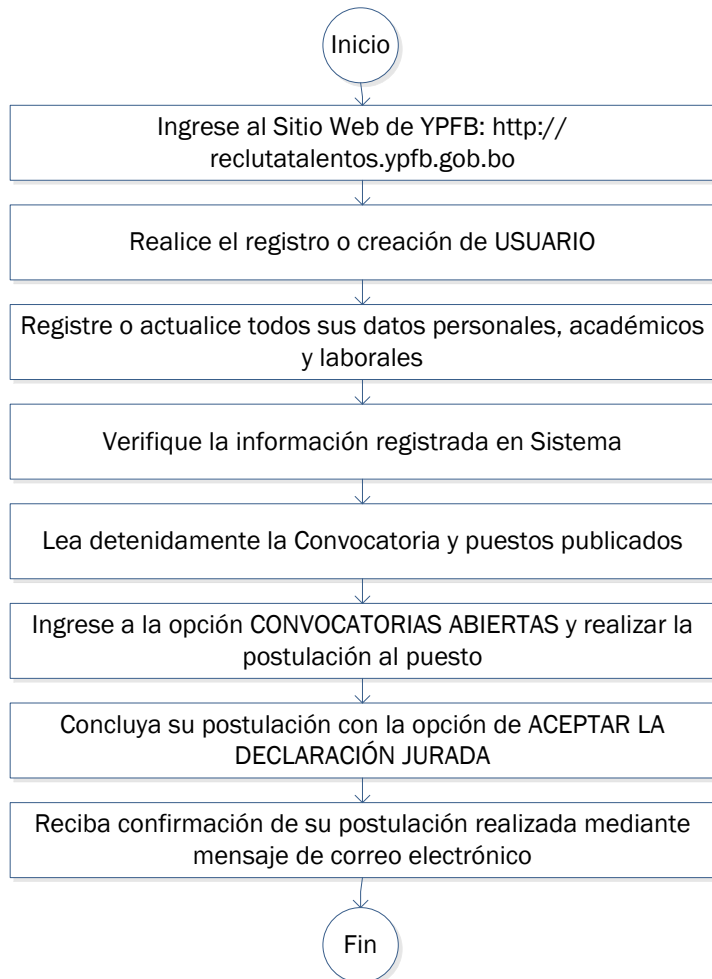 Inicio
Ingrese al Sitio Web de YPFB: http://
reclutatalentos.ypfb.gob.bo
Realice el registro o creación de USUARIO
Registre o actualice todos sus datos personales, académicos
y laborales
Verifique la información registrada en Sistema
Lea detenidamente la Convocatoria y puestos publicados
Ingrese a la opción CONVOCATORIAS ABIERTAS y realizar la
postulación al puesto
Concluya su postulación con la opción de ACEPTAR LA
DECLARACIÓN JURADA
Reciba confirmación de su postulación realizada mediante
mensaje de correo electrónico
Fin